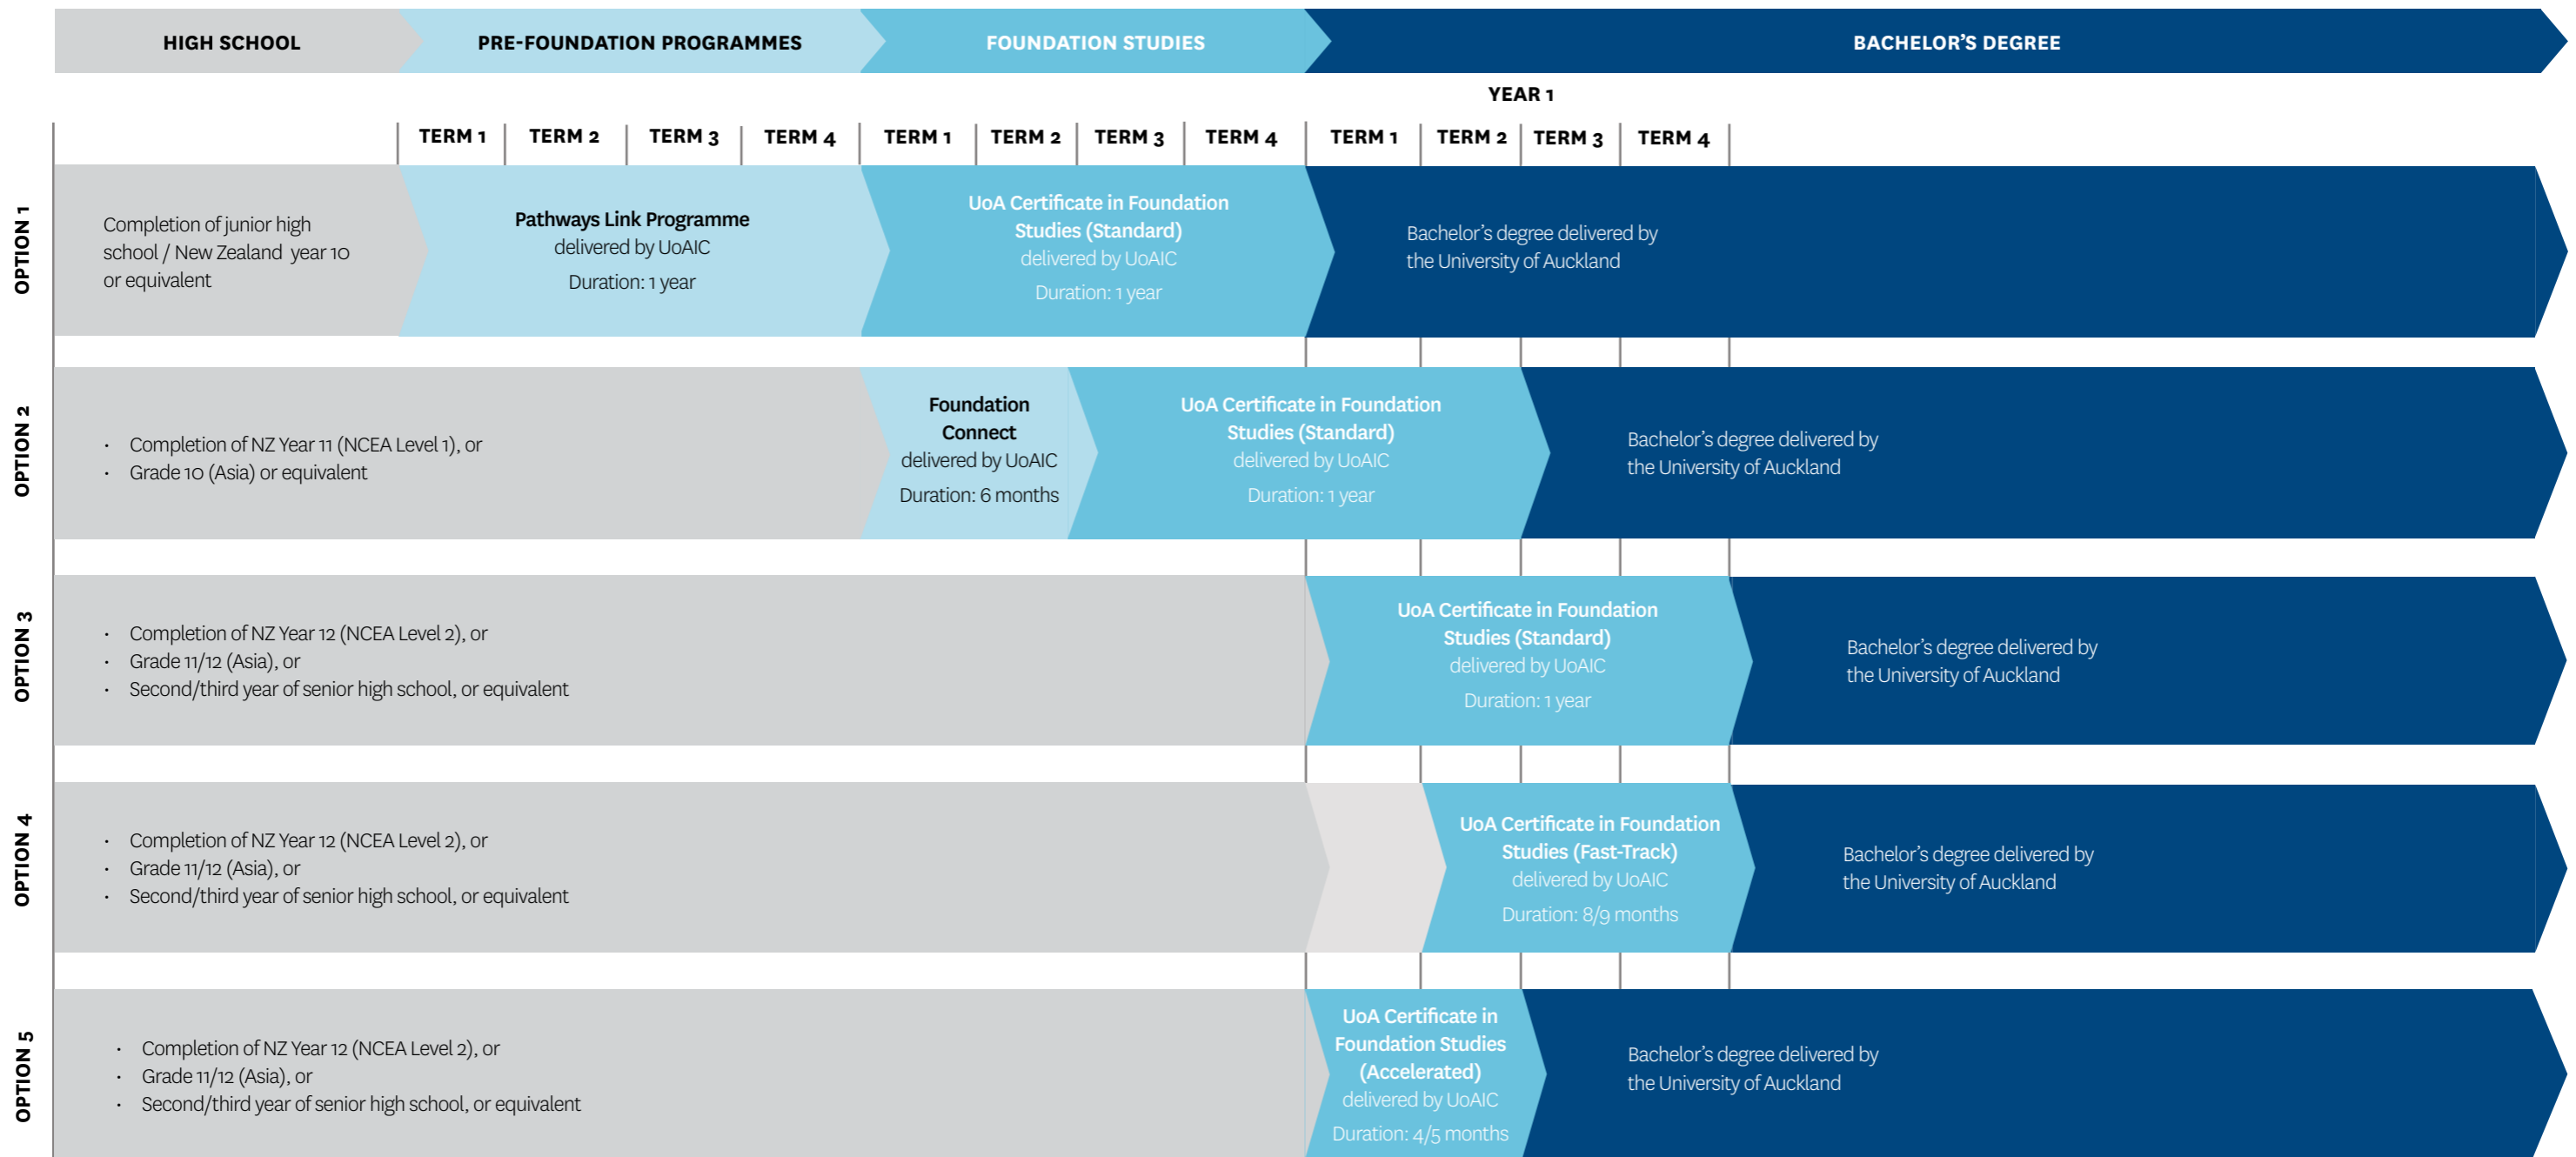 HIGH SCHOOL
PRE-FOUNDATION PROGRAMMES
FOUNDATION STUDIES
BACHELOR'S DEGREE
YEAR 1
TERM 1
TERM 2
TERM 3
TERM 4
TERM 1
TERM 2
TERM 3
TERM 4
TERM 1
TERM 2
TERM 3
TERM 4
OPTION 1
Completion of junior high
school / New Zealand year 10
or equivalent
Pathways Link Programme
delivered by UoAIC
Duration: 1 year
UoA Certificate in Foundation
Studies (Standard)
delivered by UoAIC
Duration: 1 year
Bachelor's degree delivered by
the University of Auckland
OPTION 2
· Completion of NZ Year 11 (NCEA Level 1), or
· Grade 10 (Asia) or equivalent
Foundation
Connect
delivered by UoAIC
Duration: 6 months
UoA Certificate in Foundation
Studies (Standard)
delivered by UoAIC
Duration: 1 year
Bachelor's degree delivered by
the University of Auckland
OPTION 3
· Completion of NZ Year 12 (NCEA Level 2), or
· Grade 11/12 (Asia), or
· Second/third year of senior high school, or equivalent
UoA Certificate in Foundation
Studies (Standard)
delivered by UoAIC
Duration: 1 year
Bachelor's degree delivered by
the University of Auckland
OPTION 4
· Completion of NZ Year 12 (NCEA Level 2), or
· Grade 11/12 (Asia), or
· Second/third year of senior high school, or equivalent
UoA Certificate in Foundation
Studies (Fast-Track)
delivered by UoAIC
Duration: 8/9 months
Bachelor's degree delivered by
the University of Auckland
OPTION 5
· Completion of NZ Year 12 (NCEA Level 2), or
· Grade 11/12 (Asia), or
· Second/third year of senior high school, or equivalent
UoA Certificate in
Foundation Studies
(Accelerated)
delivered by UoAIC
Duration: 4/5 months
Bachelor's degree delivered by
the University of Auckland